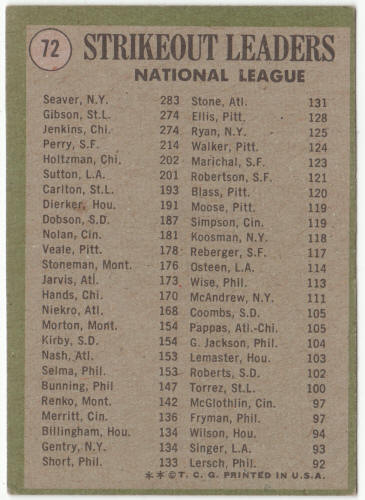 72
STRIKEOUT LEADERS
NATIONAL LEAGUE
Seaver, N.Y. 283
Gibson, St.L. 274
Jenkins, Chi. 274
Perry, S.F. 214
Holtzman, Chi. 202
Sutton, L.A. 201
Carlton, St.L. 193
Dierker, Hou. 191
Dobson, S.D. 187
Nolan, Cin. 181
Veale, Pitt. 178
Stoneman, Mont. 176
Jarvis, Atl. 173
Hands, Chi. 170
Niekro, Atl. 168
Morton, Mont. 154
Kirby, S.D. 154
Nash, Atl. 153
Selma, Phil. 153
Bunning, Phil 147
Renko, Mont. 142
Merritt, Cin. 136
Billingham, Hou. 134
Gentry, N.Y. 134
Short, Phil. 133
Stone, Atl. 131
Ellis, Pitt. 128
Ryan, N.Y. 125
Walker, Pitt. 124
Marichal, S.F. 123
Robertson, S.F. 121
Blass, Pitt. 120
Moose, Pitt. 119
Simpson, Cin. 119
Koosman, N.Y. 118
Reberger, S.F. 117
Osteen, L.A. 114
Wise, Phil. 113
McAndrew, N.Y. 111
Coombs, S.D. 105
Pappas, Atl.-Chi. 105
G. Jackson, Phil. 104
Lemaster, Hou. 103
Roberts, S.D. 102
Torrez, St.L. 100
McGlothlin, Cin. 97
Fryman, Phil. 97
Wilson, Hou. 94
Singer, L.A. 93
Lersch, Phil. 92
**© T. C. G. PRINTED IN U.S.A.